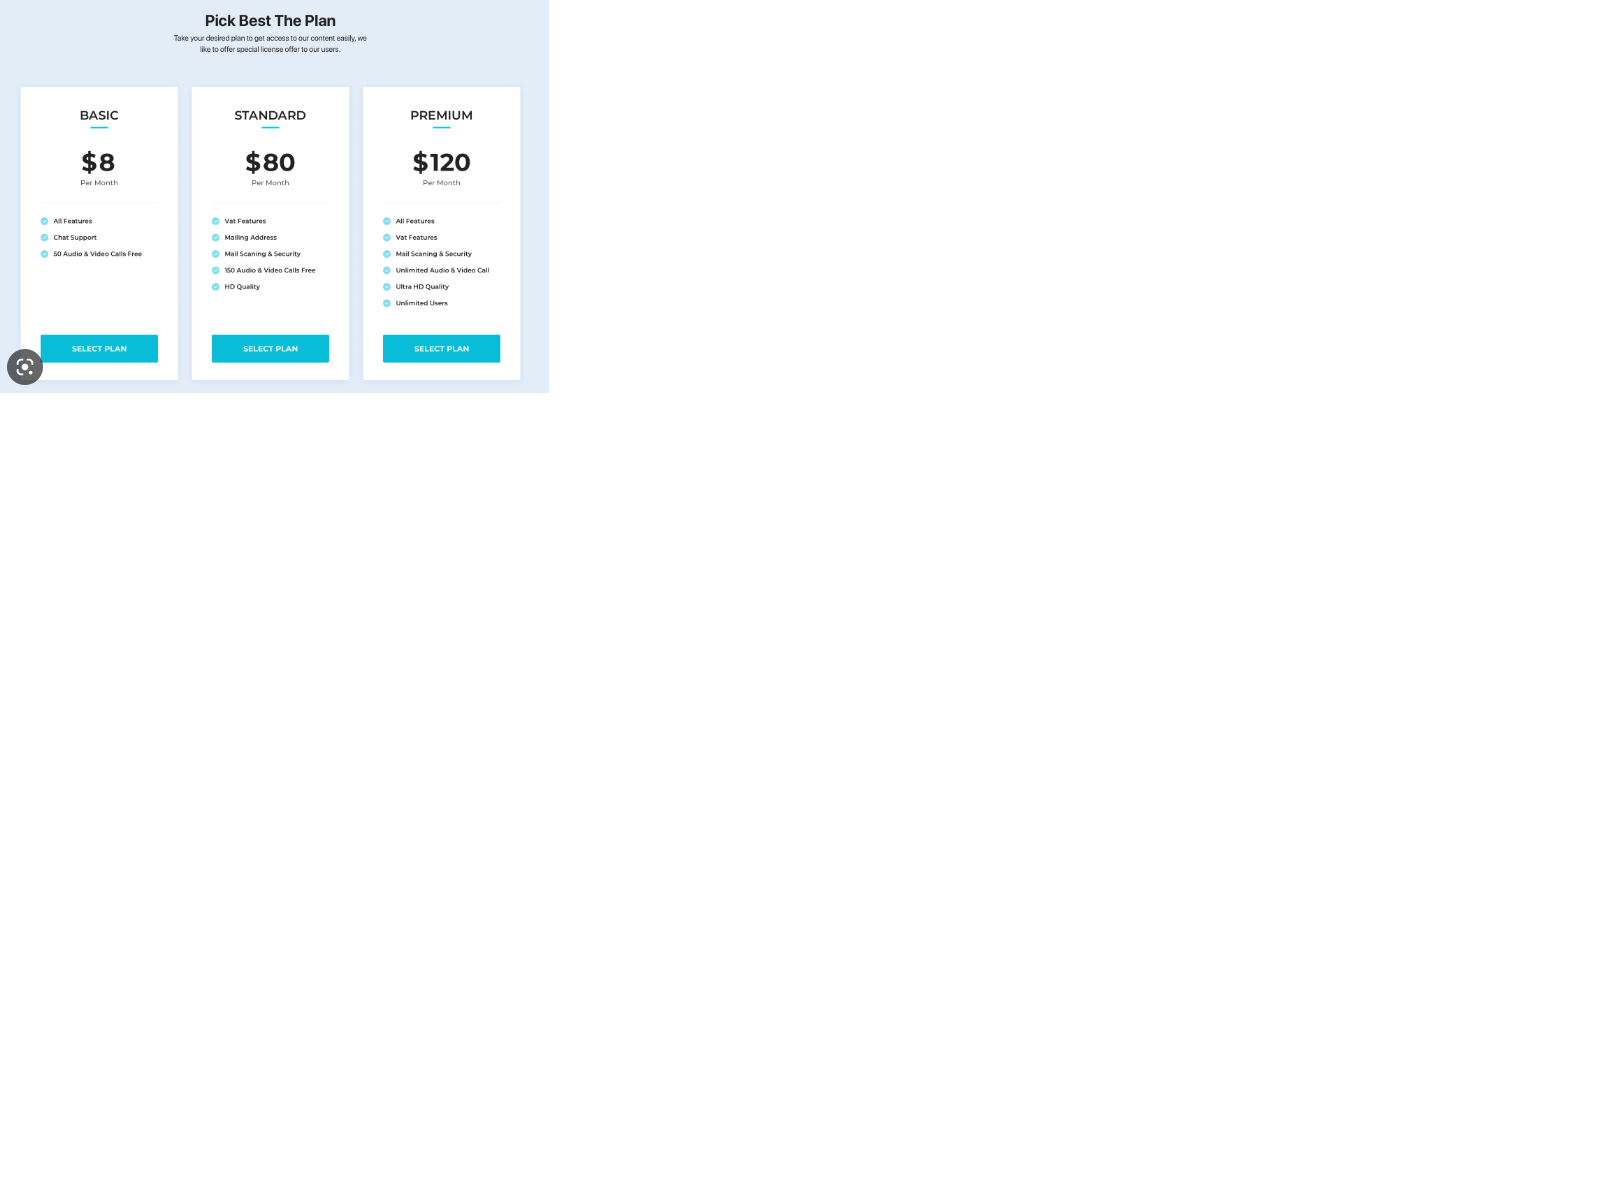 Pick Best The Plan
Take your desired plan to get access to our content easily, we
like to offer special license offer to our users.
BASIC
$8
Per Month
All Features
Chat Support
50 Audio & Video Calls Free
SELECT PLAN
STANDARD
$80
Per Month
Vat Features
Mailing Address
Mail Scaning & Security
150 Audio & Video Calls Free
HD Quality
SELECT PLAN
PREMIUM
$120
Per Month
All Features
Vat Features
Mail Scaning & Security
Unlimited Audio & Video Call
Ultra HD Quality
Unlimited Users
SELECT PLAN